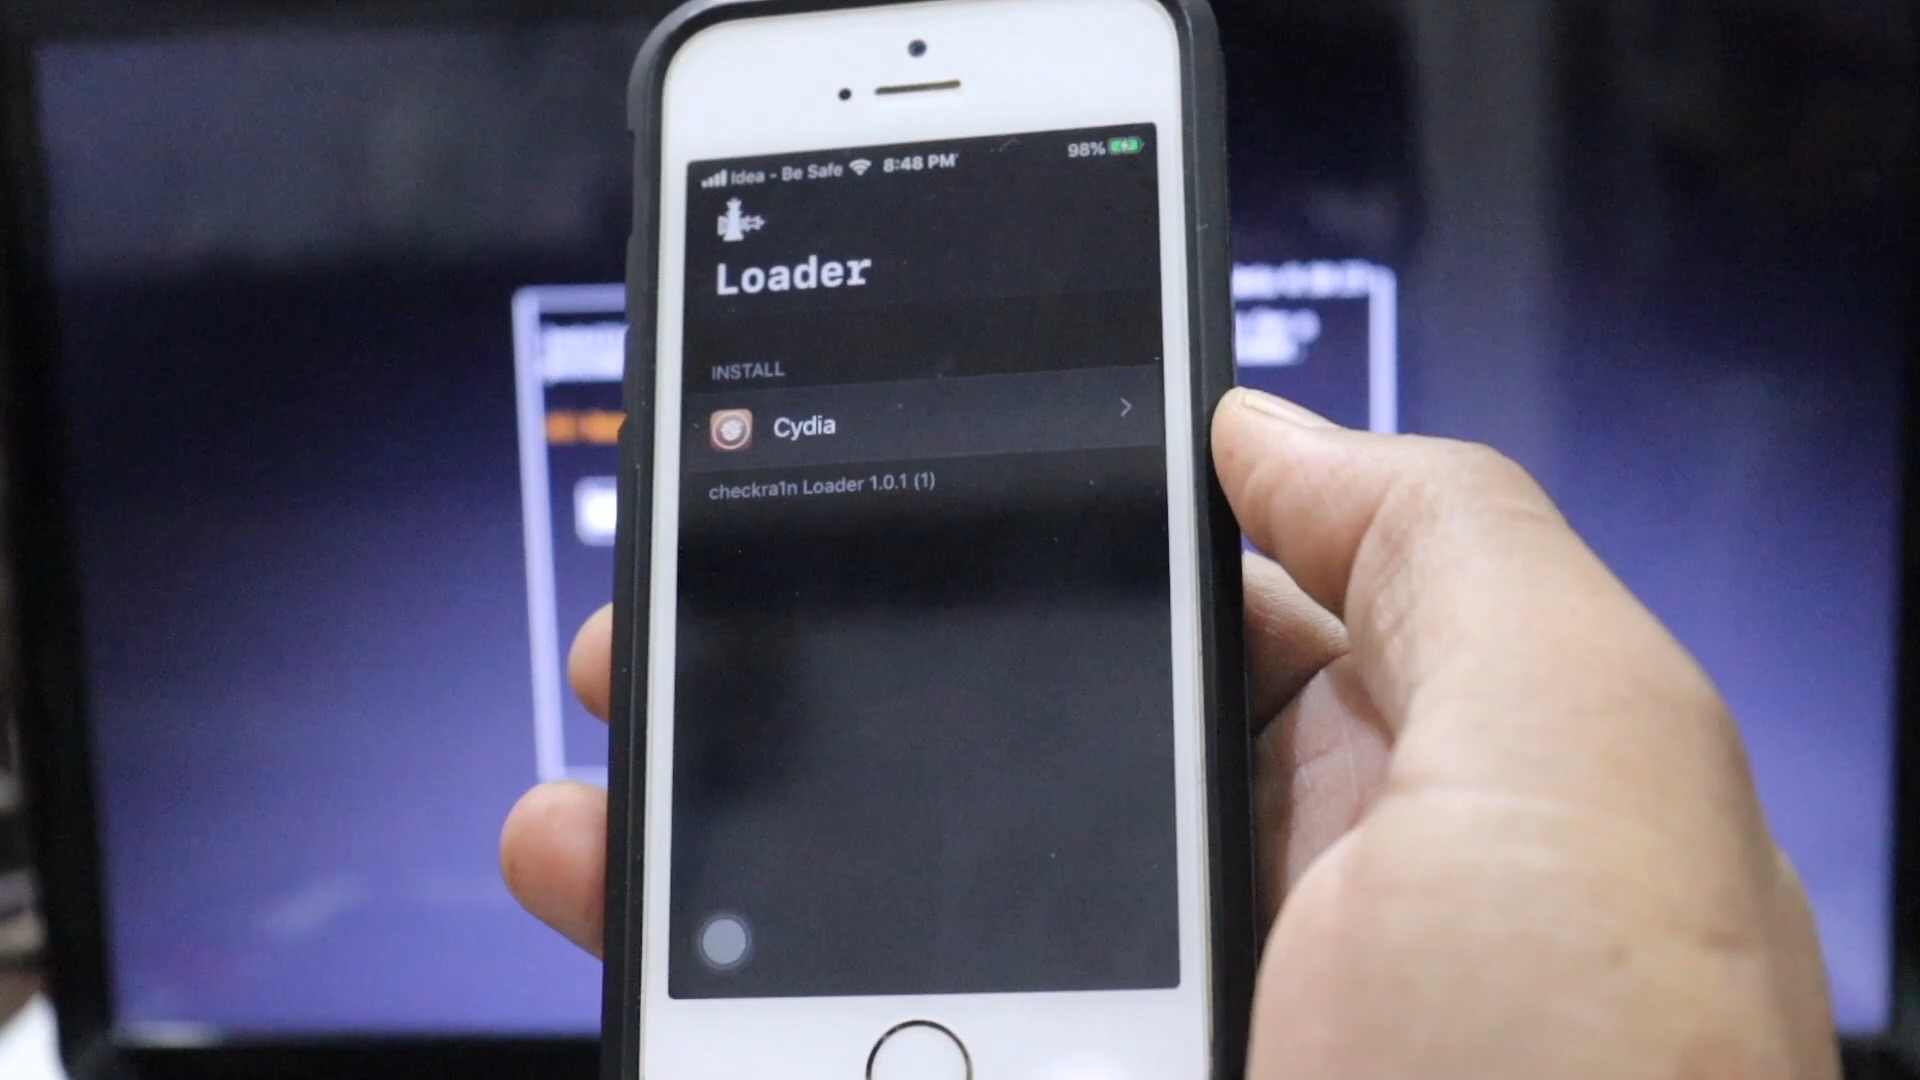 Idea - Be Safe 8:48 PM 98%
Loader
INSTALL
Cydia
checkra1n Loader 1.0.1 (1)